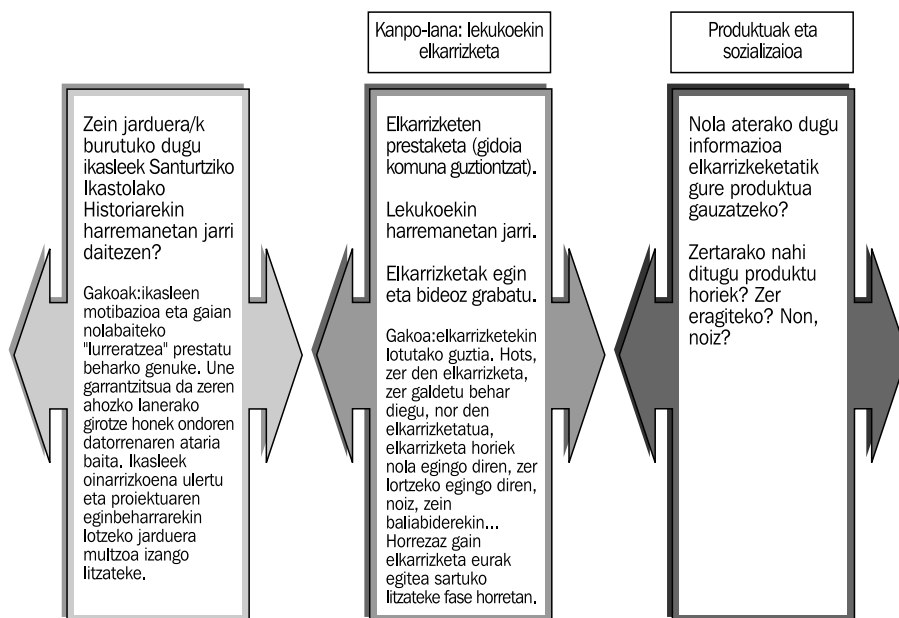 Kanpo-lana: lekukoekin
elkarrizketa
Produktuak eta
sozializaioa
Zein jarduera/k
burutuko dugu
ikasleek Santurtziko
Ikastolako
Historiarekin
harremanetan jarri
daitezen?
Gakoak:ikasleen
motibazioa eta gaian
nolabaiteko
"lurreratzea" prestatu
beharko genuke. Une
garrantzitsua da zeren
ahozko lanerako
girotze honek ondoren
datorrenaren ataria
baita. Ikasleek
oinarrizkoena ulertu
eta proiektuaren
eginbeharrarekin
lotzeko jarduera
multzoa izango
litzateke.
Elkarrizketen
prestaketa (gidoia
komuna guztiontzat).
Lekukoekin
harremanetan jarri.
Elkarrizketak egin
eta bideoz grabatu.
Gakoa:elkarrizketekin
lotutako guztia. Hots,
zer den elkarrizketa,
zer galdetu behar
diegu, nor den
elkarrizketatua,
elkarrizketa horiek
nola egingo diren, zer
lortzeko egingo diren,
noiz, zein
baliabiderekin...
Horrezaz gain
elkarrizketa eurak
egitea sartuko
litzateke fase horretan.
Nola aterako dugu
informazioa
elkarrizkeketatik
gure produktua
gauzatzeko?
Zertarako nahi
ditugu produktu
horiek? Zer
eragiteko? Non,
noiz?